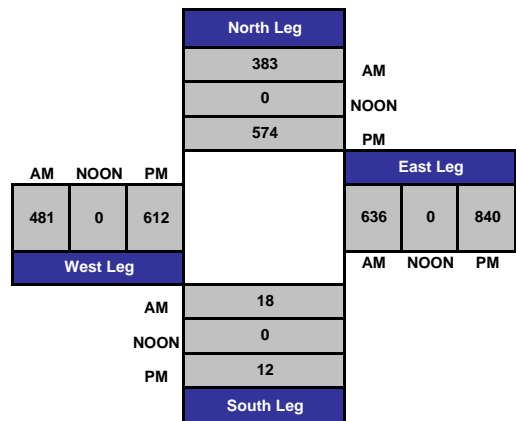 North Leg
383 AM
0 NOON
574 PM
AM NOON PM East Leg
481 0 612 636 0 840
West Leg AM NOON PM
AM 18
NOON 0
PM 12
South Leg